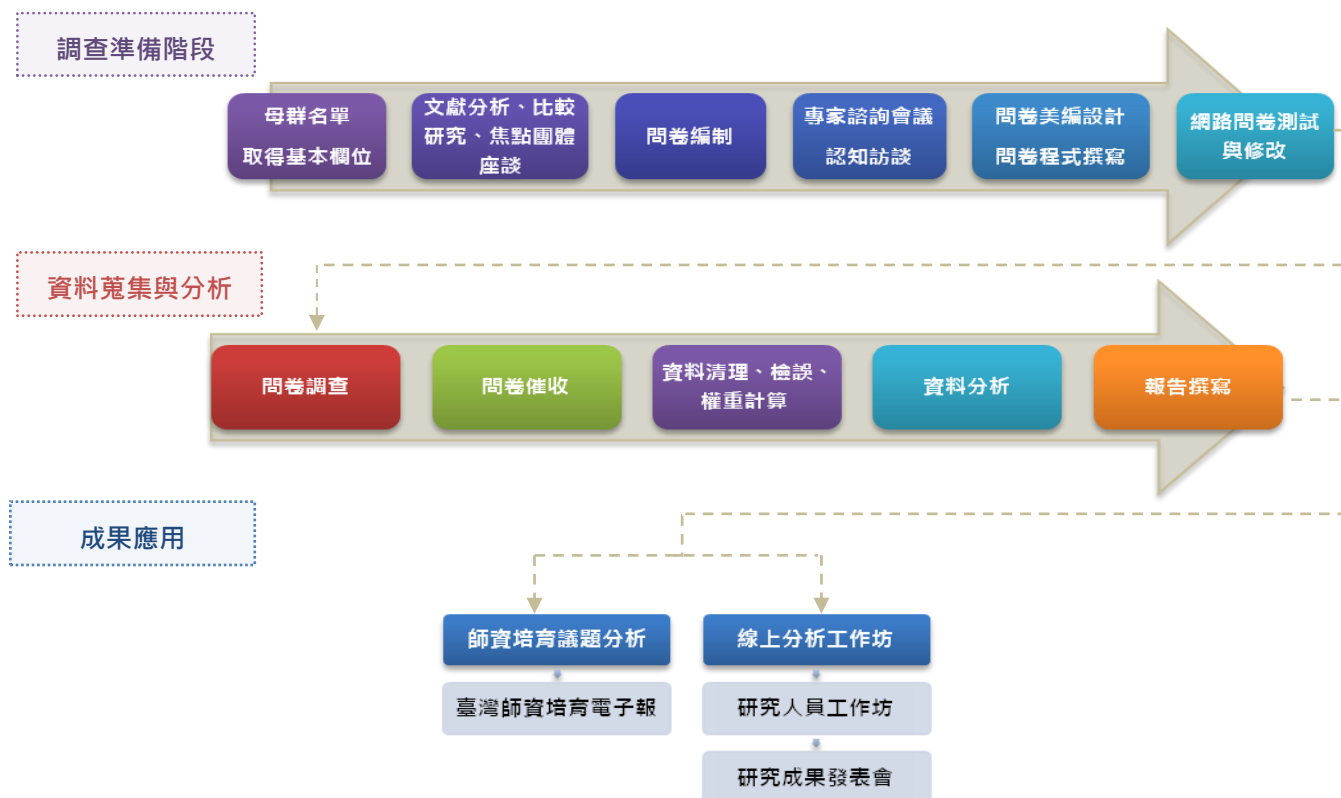 調查準備階段
母群名單
取得基本欄位
文獻分析、比較
研究、焦點團體
座談
問卷編制
專家諮詢會議
認知訪談
問卷美編設計
問卷程式撰寫
網路問卷測試
與修改
資料蒐集與分析
問卷調查
問卷催收
資料清理、檢誤、
權重計算
資料分析
報告撰寫
成果應用
師資培育議題分析
臺灣師資培育電子報
線上分析工作坊
研究人員工作坊
研究成果發表會